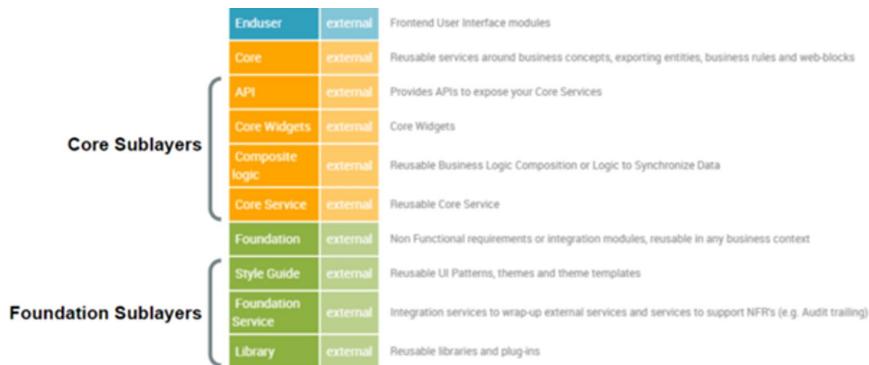 Enduser external Frontend User Interface modules
Core external Reusable services around business concepts, exporting entities, business rules and web-blocks
API external Provides APIs to expose your Core Services
Core Sublayers
Core Widgets external Core Widgets
Composite logic external Reusable Business Logic Composition or Logic to Synchronize Data
Core Service external Reusable Core Service
Foundation external Non Functional requirements or integration modules, reusable in any business context
Style Guide external Reusable UI Patterns, themes and theme templates
Foundation Sublayers
Foundation Service external Integration services to wrap-up external services and services to support NFR's (e.g. Audit trailing)
Library external Reusable libraries and plug-ins